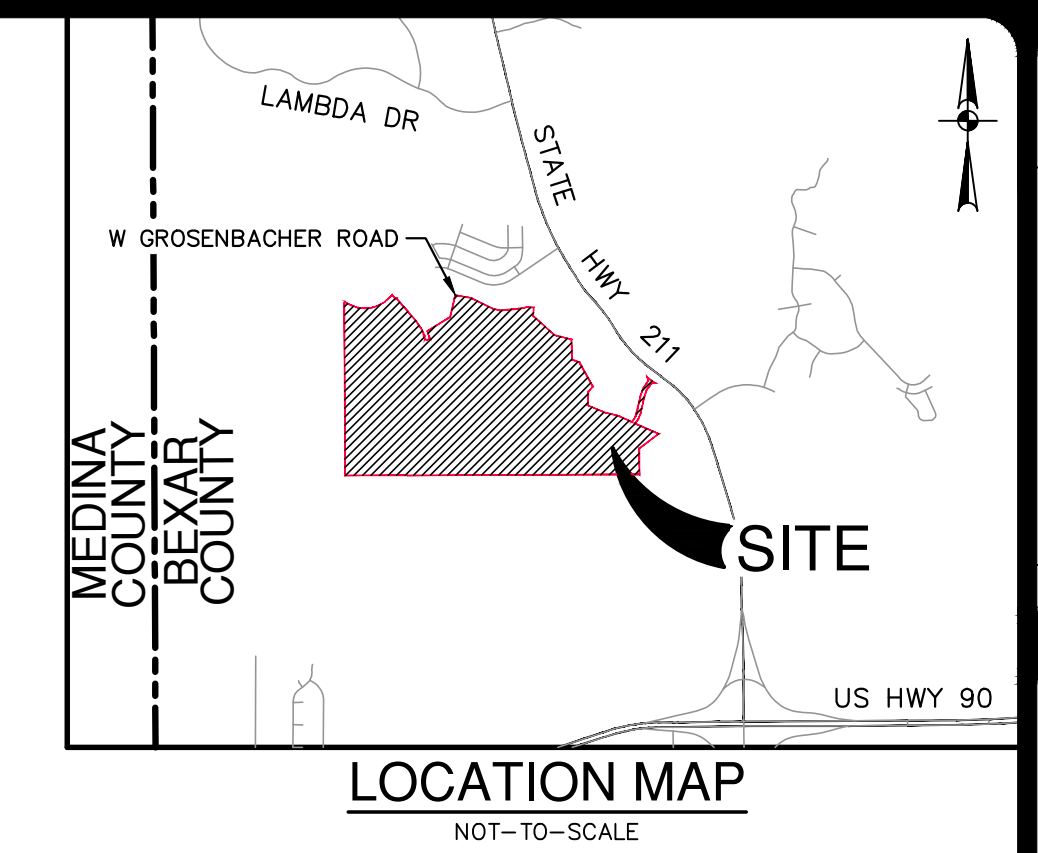 LAMBDA DR
STATE
HWY
211
W GROSENBACHER ROAD
MEDINA
COUNTY
BEXAR
COUNTY
SITE
US HWY 90
LOCATION MAP
NOT-TO-SCALE